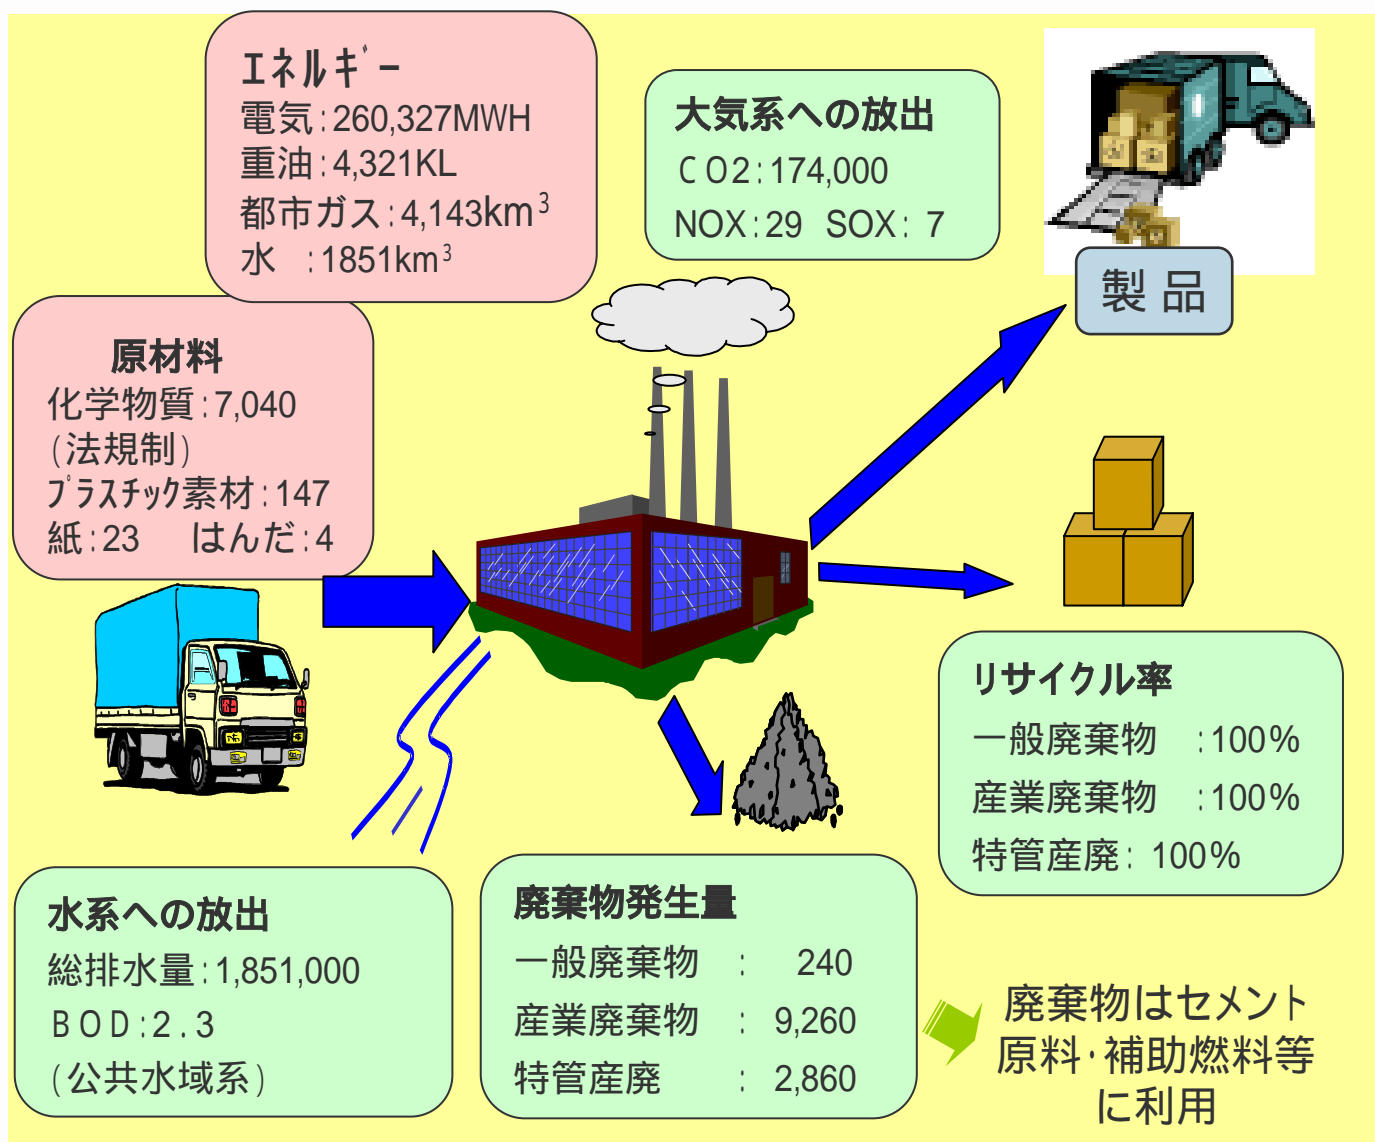 エネルギー
電気:260,327MWH
重油:4,321KL
都市ガス:4,143km³
水 :1851km³
大気系への放出
CO2:174,000
NOX:29 SOX: 7
製品
原材料
化学物質:7,040
(法規制)
プラスチック素材:147
紙:23 はんだ:4
リサイクル率
一般廃棄物 :100%
産業廃棄物 :100%
特管産廃: 100%
水系への放出
総排水量:1,851,000
BOD:2.3
(公共水域系)
廃棄物発生量
一般廃棄物 : 240
産業廃棄物 : 9,260
特管産廃 : 2,860
廃棄物はセメント
原料・補助燃料等
に利用